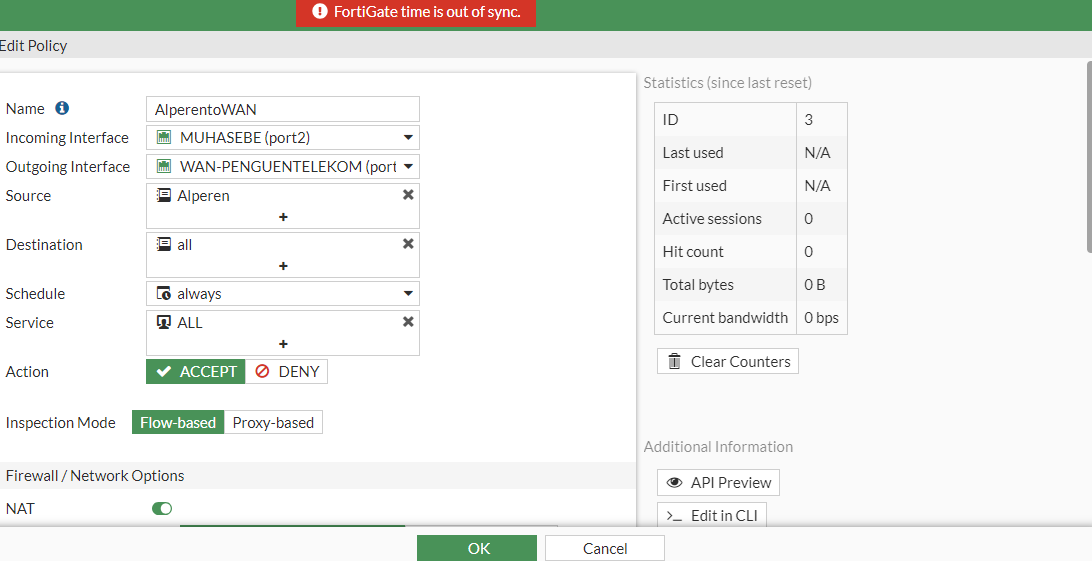 FortiGate time is out of sync.
Edit Policy
Name
AlperentoWAN
Incoming Interface
MUHASEBE (port2)
Outgoing Interface
WAN-PENGUENTELEKOM (port
Source
Alperen
+
Destination
all
+
Schedule
always
Service
ALL
+
Action
ACCEPT
DENY
Inspection Mode
Flow-based
Proxy-based
Firewall / Network Options
NAT
Statistics (since last reset)
ID 3
Last used N/A
First used N/A
Active sessions 0
Hit count 0
Total bytes 0 B
Current bandwidth 0 bps
Clear Counters
Additional Information
API Preview
>_ Edit in CLI
OK
Cancel